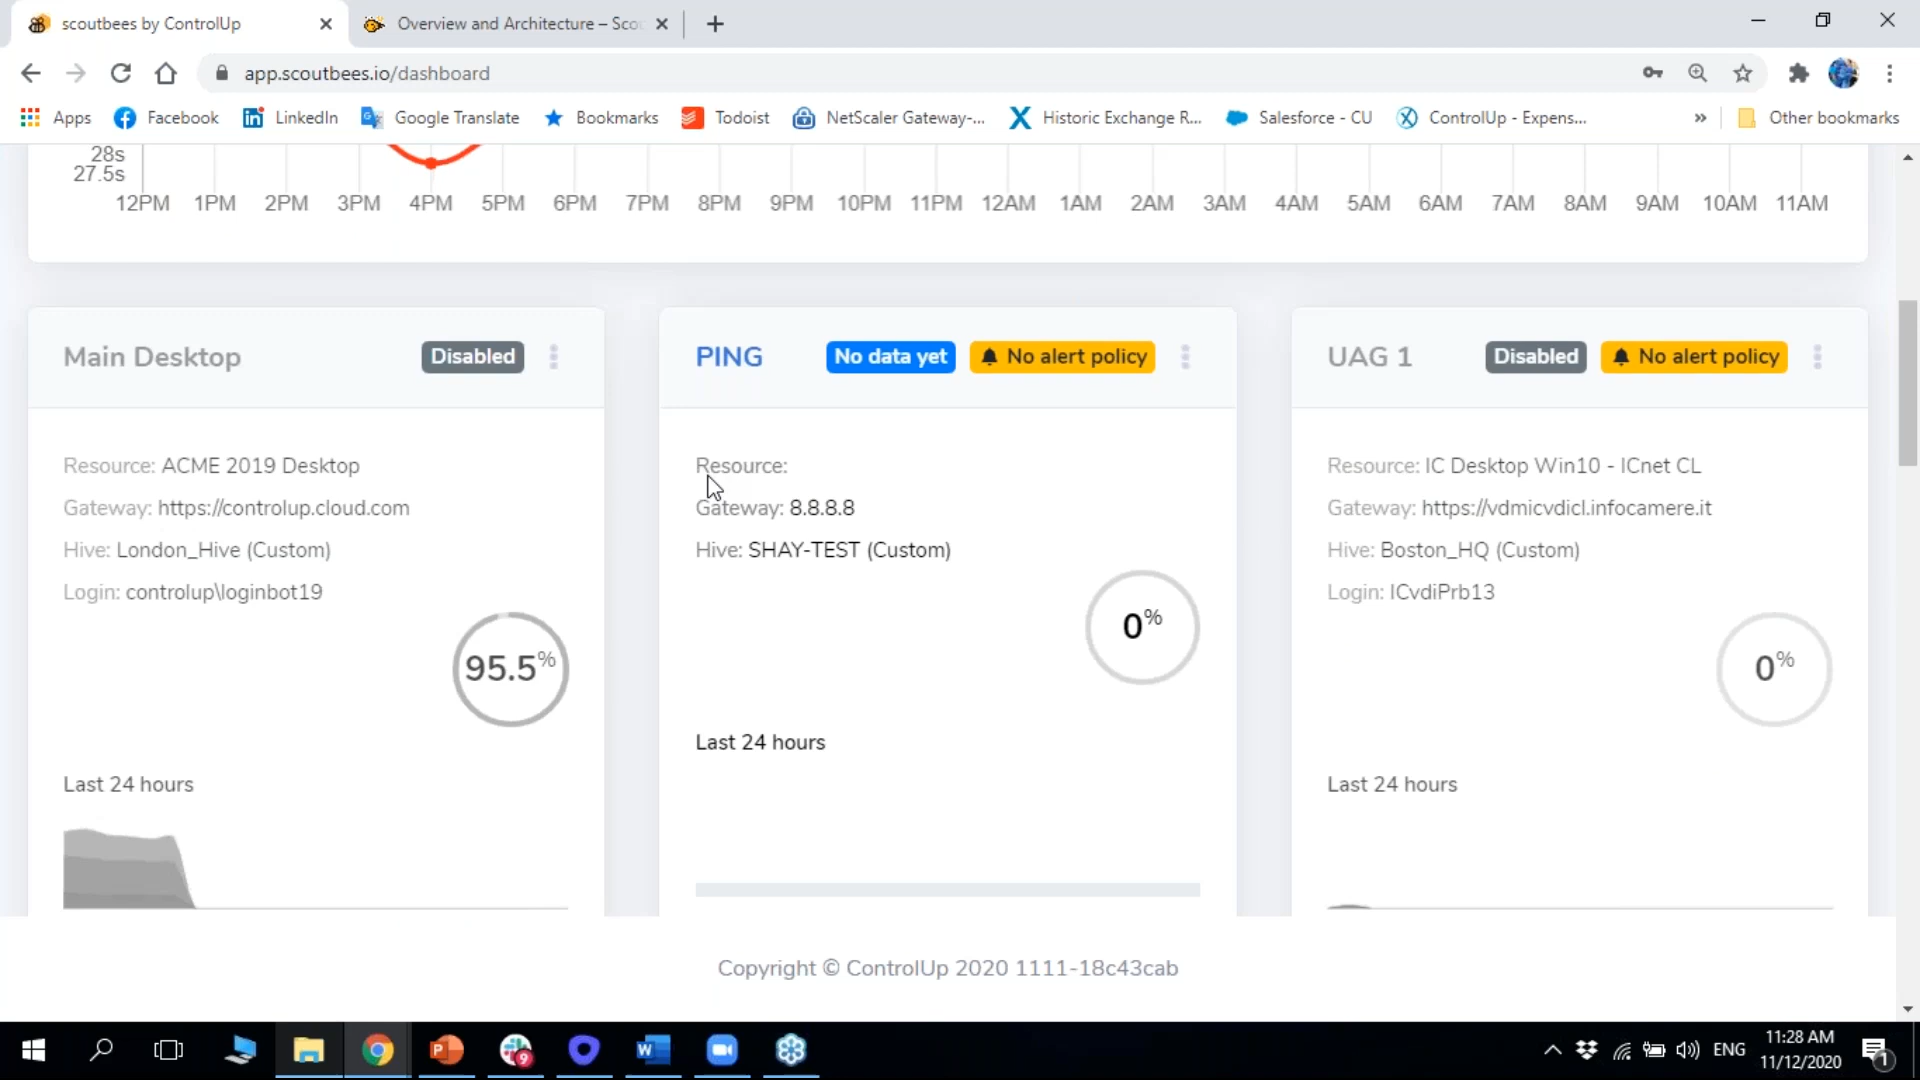 scoutbees by ControlUp
Overview and Architecture – Sco
app.scoutbees.io/dashboard
Apps
Facebook
LinkedIn
Google Translate
Bookmarks
Todoist
NetScaler Gateway-...
Historic Exchange R...
Salesforce - CU
ControlUp - Expens...
»
Other bookmarks
28s
27.5s
12PM 1PM 2PM 3PM 4PM 5PM 6PM 7PM 8PM 9PM 10PM 11PM 12AM 1AM 2AM 3AM 4AM 5AM 6AM 7AM 8AM 9AM 10AM 11AM
Main Desktop
Disabled
Resource: ACME 2019 Desktop
Gateway: https://controlup.cloud.com
Hive: London_Hive (Custom)
Login: controlup\loginbot19
95.5%
Last 24 hours
PING
No data yet
No alert policy
Resource:
Gateway: 8.8.8.8
Hive: SHAY-TEST (Custom)
0%
Last 24 hours
UAG 1
Disabled
No alert policy
Resource: IC Desktop Win10 - ICnet CL
Gateway: https://vdmicvdicl.infocamere.it
Hive: Boston_HQ (Custom)
Login: ICvdiPrb13
0%
Last 24 hours
Copyright © ControlUp 2020 1111-18c43cab
P
9
W
ENG
11:28 AM
11/12/2020
1